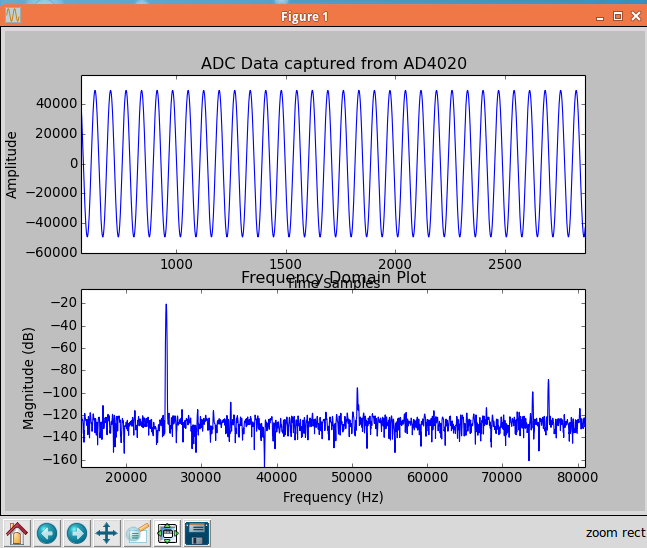 Figure 1
ADC Data captured from AD4020
40000
20000
0
−20000
−40000
−60000
Amplitude
1000 1500 2000 2500
Time Samples
Frequency Domain Plot
−20
−40
−60
−80
−100
−120
−140
−160
Magnitude (dB)
20000 30000 40000 50000 60000 70000 80000
Frequency (Hz)
zoom rect